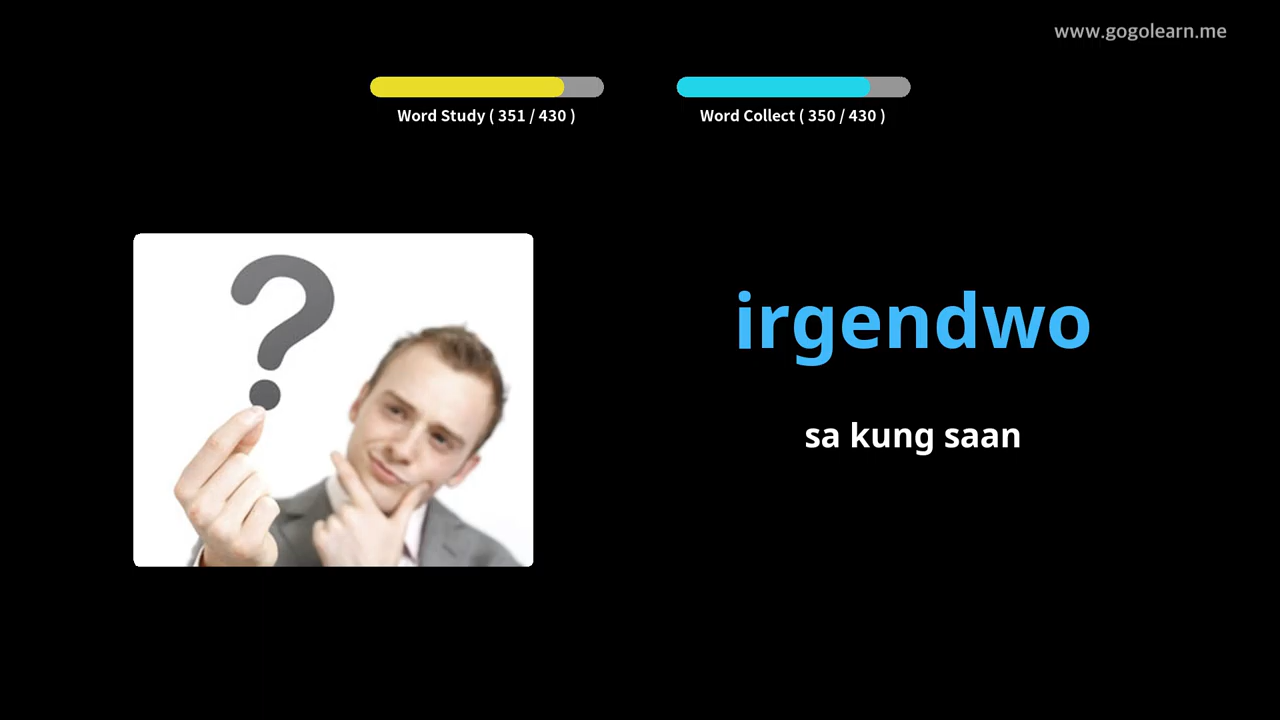 www.gogolearn.me
Word Study ( 351 / 430 )
Word Collect ( 350 / 430 )
irgendwo
sa kung saan